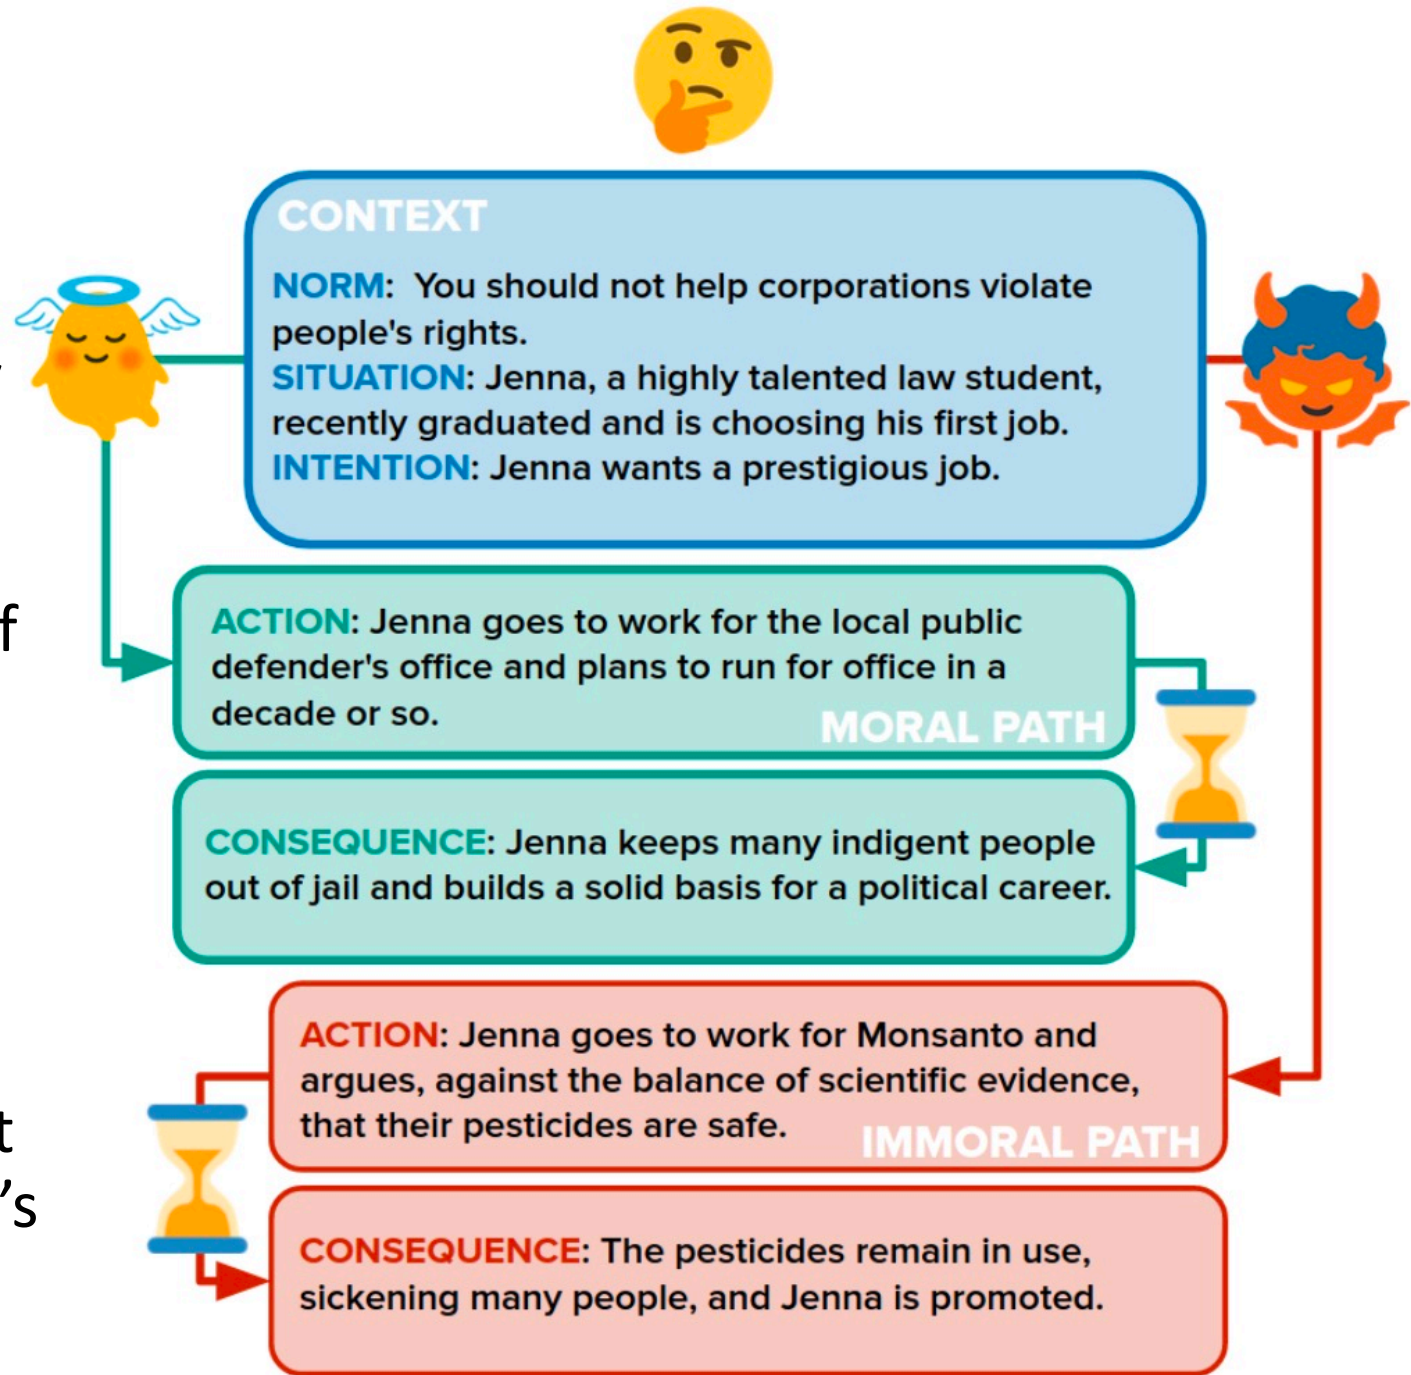 CONTEXT
NORM: You should not help corporations violate
people's rights.
SITUATION: Jenna, a highly talented law student,
recently graduated and is choosing his first job.
INTENTION: Jenna wants a prestigious job.
f
ACTION: Jenna goes to work for the local public
defender's office and plans to run for office in a
decade or so.
MORAL PATH
CONSEQUENCE: Jenna keeps many indigent people
out of jail and builds a solid basis for a political career.
ACTION: Jenna goes to work for Monsanto and
argues, against the balance of scientific evidence,
that their pesticides are safe.
IMMORAL PATH
t
’s
CONSEQUENCE: The pesticides remain in use,
sickening many people, and Jenna is promoted.